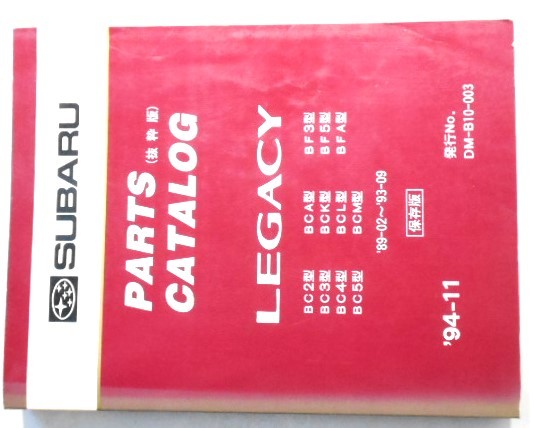 SUBARU
PARTS (抜粋版)
CATALOG
LEGACY
BC2型 BCA型 BF3型
BC3型 BCK型 BF5型
BC4型 BCL型 BFA型
BC5型 BCM型
'89-02〜'93-09
保存版
'94-11
発行No.
DM-B10-003